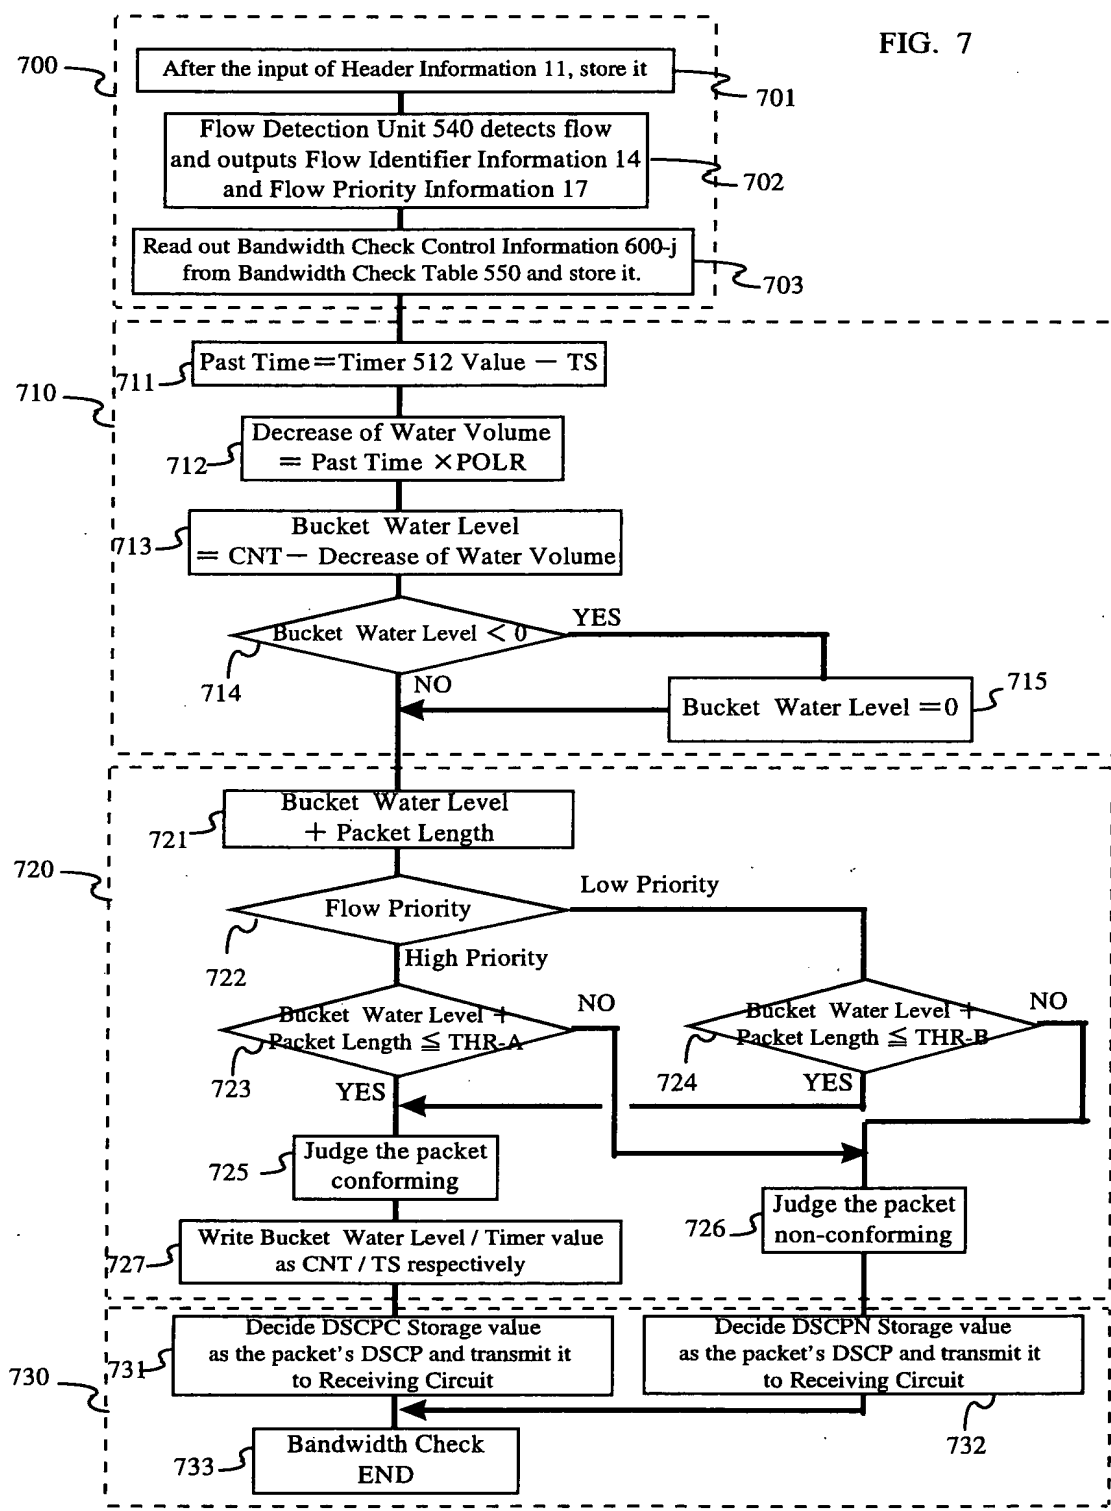 FIG. 7
700
After the input of Header Information 11, store it
701
Flow Detection Unit 540 detects flow
and outputs Flow Identifier Information 14
and Flow Priority Information 17
702
Read out Bandwidth Check Control Information 600-j
from Bandwidth Check Table 550 and store it.
703
710
711
Past Time=Timer 512 Value − TS
712
Decrease of Water Volume
= Past Time ×POLR
713
Bucket Water Level
= CNT− Decrease of Water Volume
Bucket Water Level < 0
YES
714
NO
715
Bucket Water Level =0
720
721
Bucket Water Level
+ Packet Length
Flow Priority
Low Priority
722
High Priority
Bucket Water Level +
Packet Length ≦ THR-A
NO
723
YES
Bucket Water Level +
Packet Length ≦ THR-B
NO
724
YES
725
Judge the packet
conforming
726
Judge the packet
non-conforming
727
Write Bucket Water Level / Timer value
as CNT / TS respectively
730
731
Decide DSCPC Storage value
as the packet's DSCP and transmit it
to Receiving Circuit
Decide DSCPN Storage value
as the packet's DSCP and transmit it
to Receiving Circuit
732
733
Bandwidth Check
END